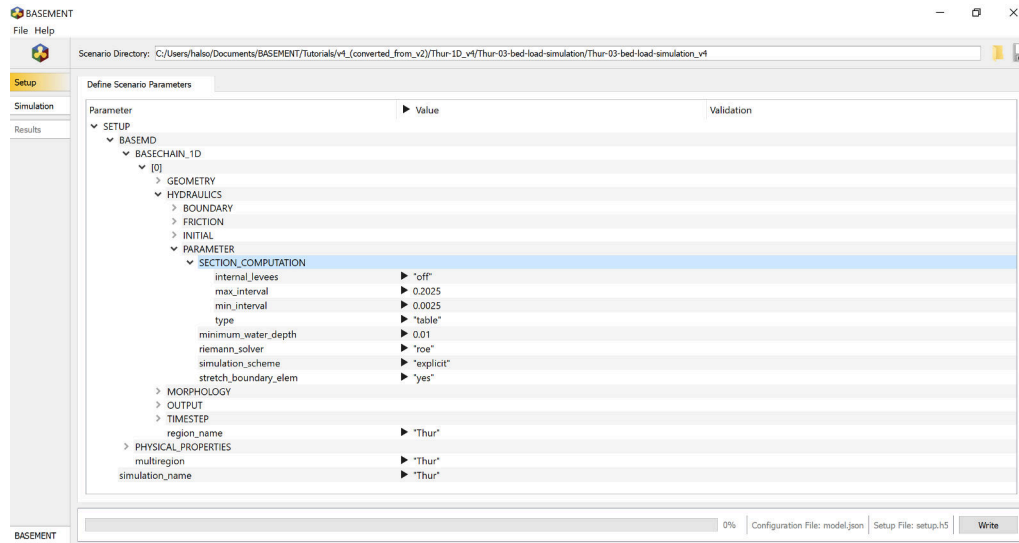 BASEMENT
File Help
Scenario Directory: C:/Users/halso/Documents/BASEMENT/Tutorials/v4_(converted_from_v2)/Thur-1D_v4/Thur-03-bed-load-simulation/Thur-03-bed-load-simulation_v4
Setup
Define Scenario Parameters
Simulation
Results
Parameter Value Validation
SETUP
BASEMD
BASECHAIN_1D
[0]
GEOMETRY
HYDRAULICS
BOUNDARY
FRICTION
INITIAL
PARAMETER
SECTION_COMPUTATION
internal_levees "off"
max_interval 0.2025
min_interval 0.0025
type "table"
minimum_water_depth 0.01
riemann_solver "roe"
simulation_scheme "explicit"
stretch_boundary_elem "yes"
MORPHOLOGY
OUTPUT
TIMESTEP
region_name "Thur"
PHYSICAL_PROPERTIES
multiregion "Thur"
simulation_name "Thur"
0% Configuration File: model.json Setup File: setup.h5 Write
BASEMENT